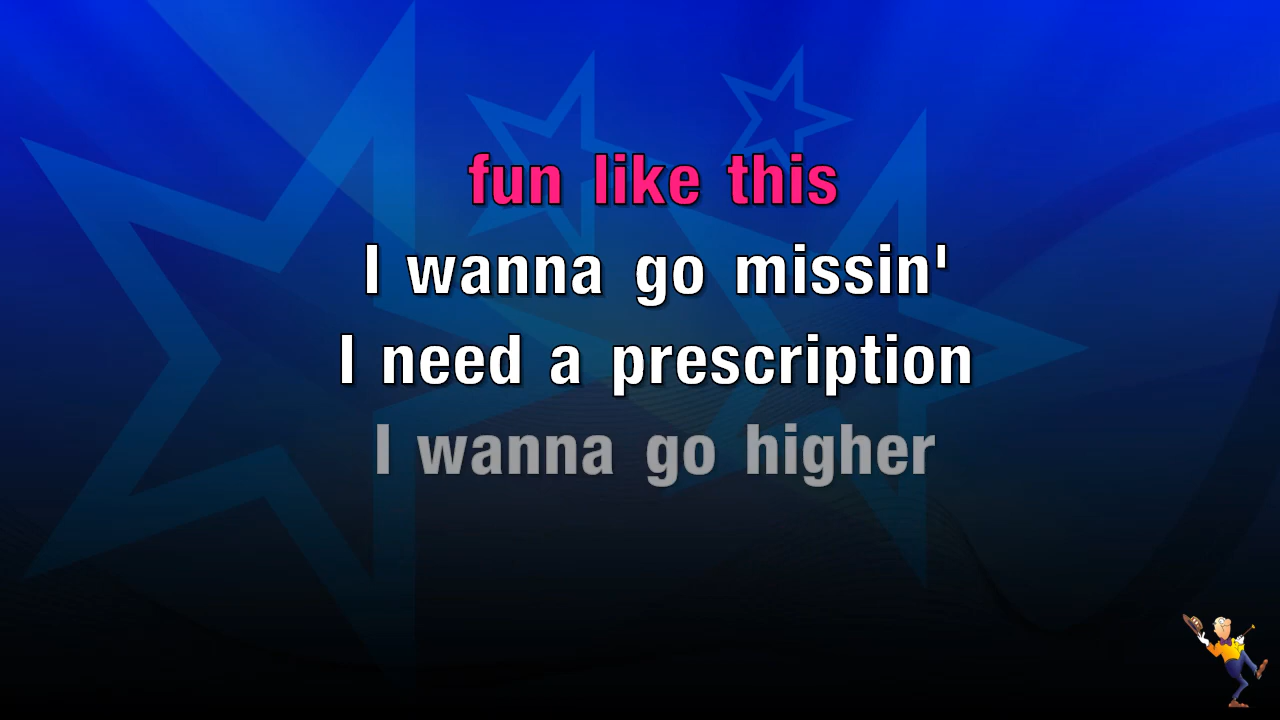 fun like this
I wanna go missin'
I need a prescription
I wanna go higher